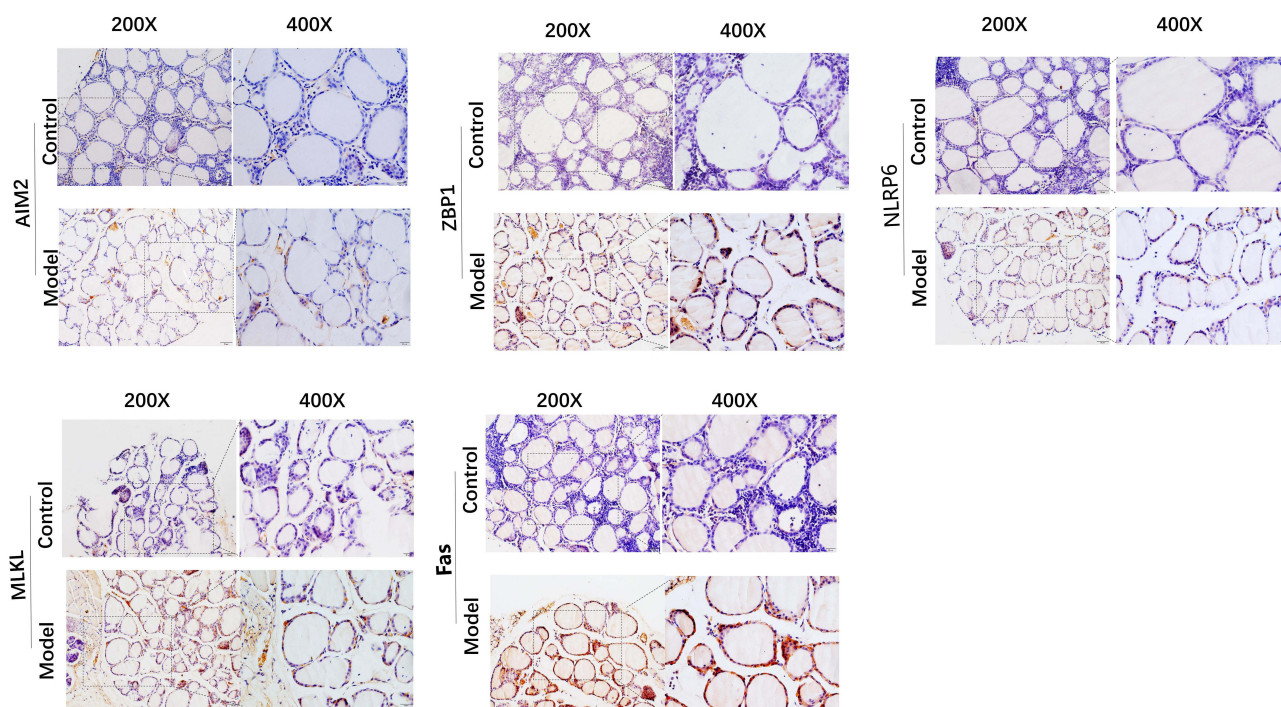 200X 400X
AIM2
Control
Model
200X 400X
ZBP1
Control
Model
200X 400X
NLRP6
Control
Model
200X 400X
MLKL
Control
Model
200X 400X
Fas
Control
Model